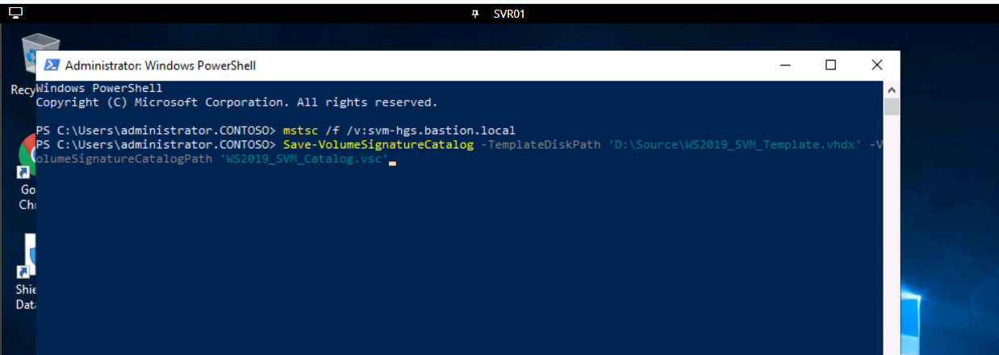 SVR01
Administrator: Windows PowerShell
Recy
Windows PowerShell
Copyright (C) Microsoft Corporation. All rights reserved.
PS C:\Users\administrator.CONTOSO> mstsc /f /v:svm-hgs.bastion.local
PS C:\Users\administrator.CONTOSO> Save-VolumeSignatureCatalog -TemplateDiskPath 'D:\Source\WS2019_SVM_Template.vhdx' -V
olumeSignatureCatalogPath 'WS2019_SVM_Catalog.vsc'
Go
Ch
Shie
Data